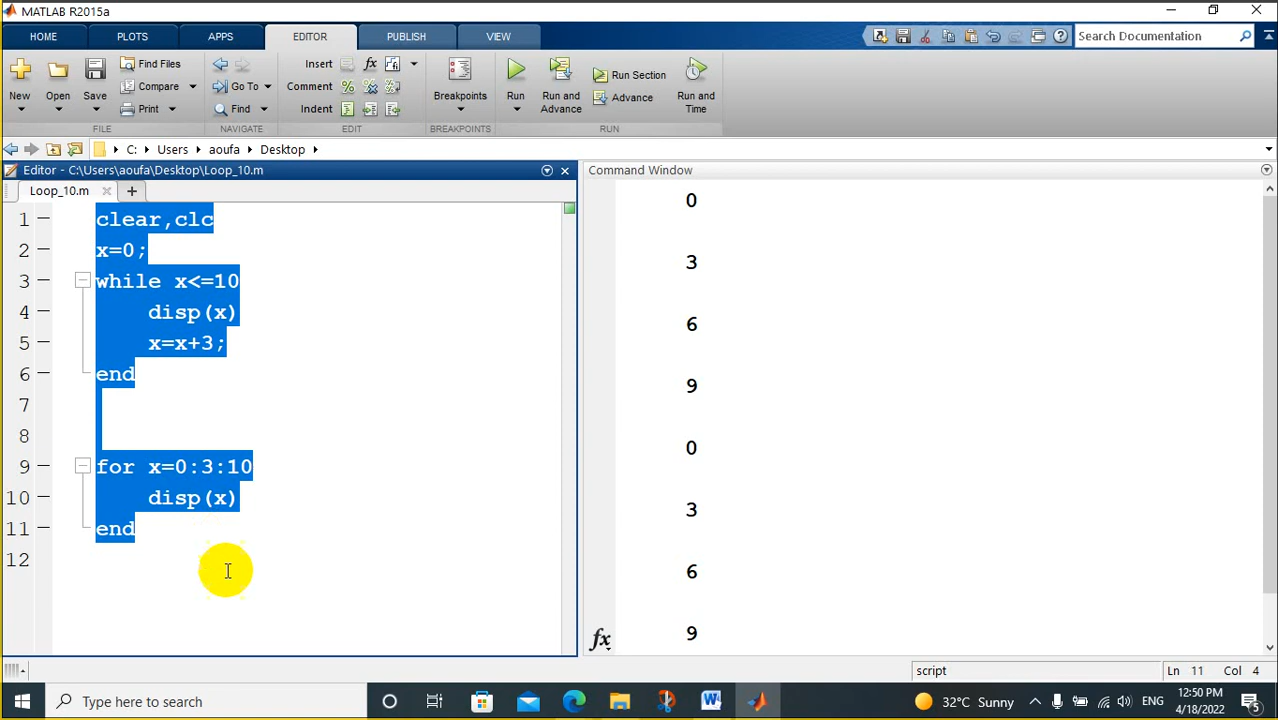 MATLAB R2015a
HOME PLOTS APPS EDITOR PUBLISH VIEW Search Documentation
New Open Save Find Files Compare Print
Go To Find
Insert fx
Comment
Indent
Breakpoints
Run Run and Advance Run Section Advance Run and Time
FILE NAVIGATE EDIT BREAKPOINTS RUN
C: Users aoufa Desktop
Editor - C:\Users\aoufa\Desktop\Loop_10.m
Loop_10.m
1 clear,clc
2 x=0;
3 while x<=10
4 disp(x)
5 x=x+3;
6 end
7
8
9 for x=0:3:10
10 disp(x)
11 end
12
Command Window
0
3
6
9
0
3
6
9
fx
script Ln 11 Col 4
Type here to search
32°C Sunny ENG 12:50 PM
4/18/2022 5